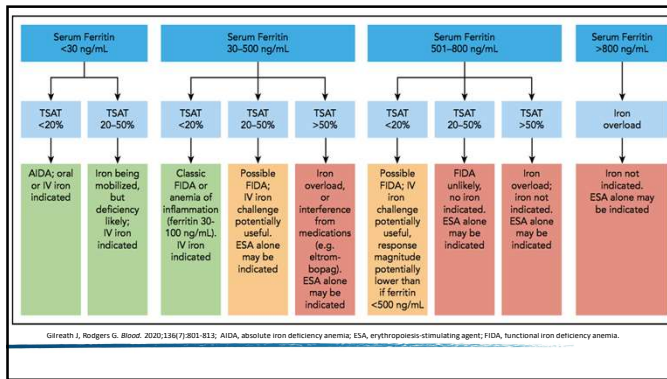 Serum Ferritin
<30 ng/mL
Serum Ferritin
30–500 ng/mL
Serum Ferritin
501–800 ng/mL
Serum Ferritin
>800 ng/mL
TSAT
<20%
TSAT
20–50%
TSAT
<20%
TSAT
20–50%
TSAT
>50%
TSAT
<20%
TSAT
20–50%
TSAT
>50%
Iron
overload
AIDA; oral
or IV iron
indicated
Iron being
mobilized,
but
deficiency
likely;
IV iron
indicated
Classic
FIDA or
anemia of
inflammation
(ferritin 30-
100 ng/mL).
IV iron
indicated
Possible
FIDA;
IV iron
challenge
potentially
useful.
ESA alone
may be
indicated
Iron
overload,
or
interference
from
medications
(e.g.
eltrom-
bopag).
ESA alone
may be
indicated
Possible
FIDA; IV
iron
challenge
potentially
useful,
response
magnitude
potentially
lower than
if ferritin
<500 ng/mL
FIDA
unlikely,
no iron
indicated.
ESA alone
may be
indicated
Iron
overload;
iron not
indicated.
ESA alone
may be
indicated
Iron not
indicated.
ESA alone may
be indicated
Gilreath J, Rodgers G. Blood. 2020;136(7):801-813; AIDA, absolute iron deficiency anemia; ESA, erythropoiesis-stimulating agent; FIDA, functional iron deficiency anemia.